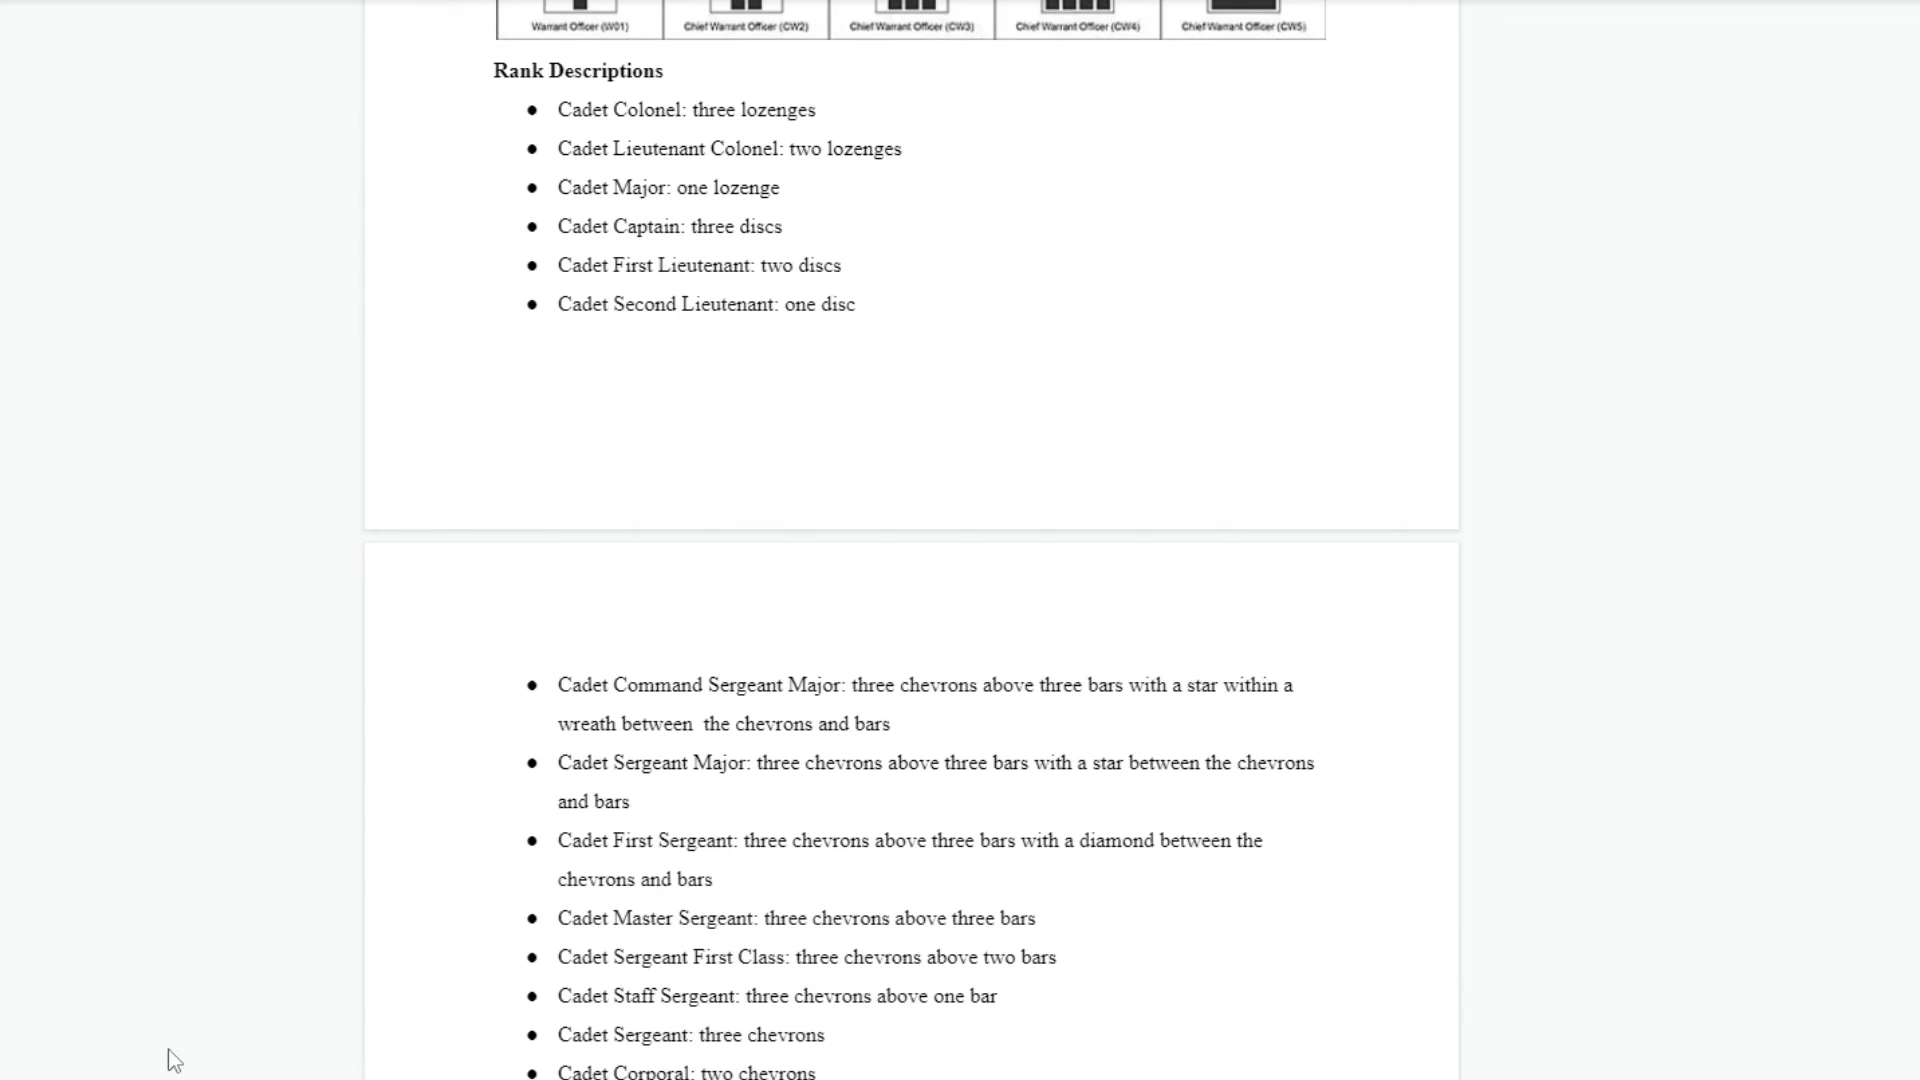 Warrant Officer (W01) Chief Warrant Officer (CW2) Chief Warrant Officer (CW3) Chief Warrant Officer (CW4) Chief Warrant Officer (CW5)
Rank Descriptions
● Cadet Colonel: three lozenges
● Cadet Lieutenant Colonel: two lozenges
● Cadet Major: one lozenge
● Cadet Captain: three discs
● Cadet First Lieutenant: two discs
● Cadet Second Lieutenant: one disc
● Cadet Command Sergeant Major: three chevrons above three bars with a star within a
wreath between  the chevrons and bars
● Cadet Sergeant Major: three chevrons above three bars with a star between the chevrons
and bars
● Cadet First Sergeant: three chevrons above three bars with a diamond between the
chevrons and bars
● Cadet Master Sergeant: three chevrons above three bars
● Cadet Sergeant First Class: three chevrons above two bars
● Cadet Staff Sergeant: three chevrons above one bar
● Cadet Sergeant: three chevrons
● Cadet Corporal: two chevrons